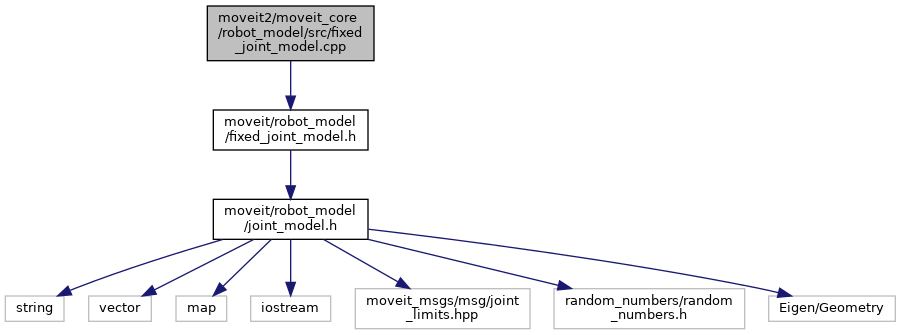 moveit2/moveit_core
/robot_model/src/fixed
_joint_model.cpp
moveit/robot_model
/fixed_joint_model.h
moveit/robot_model
/joint_model.h
string
vector
map
iostream
moveit_msgs/msg/joint
_limits.hpp
random_numbers/random
_numbers.h
Eigen/Geometry